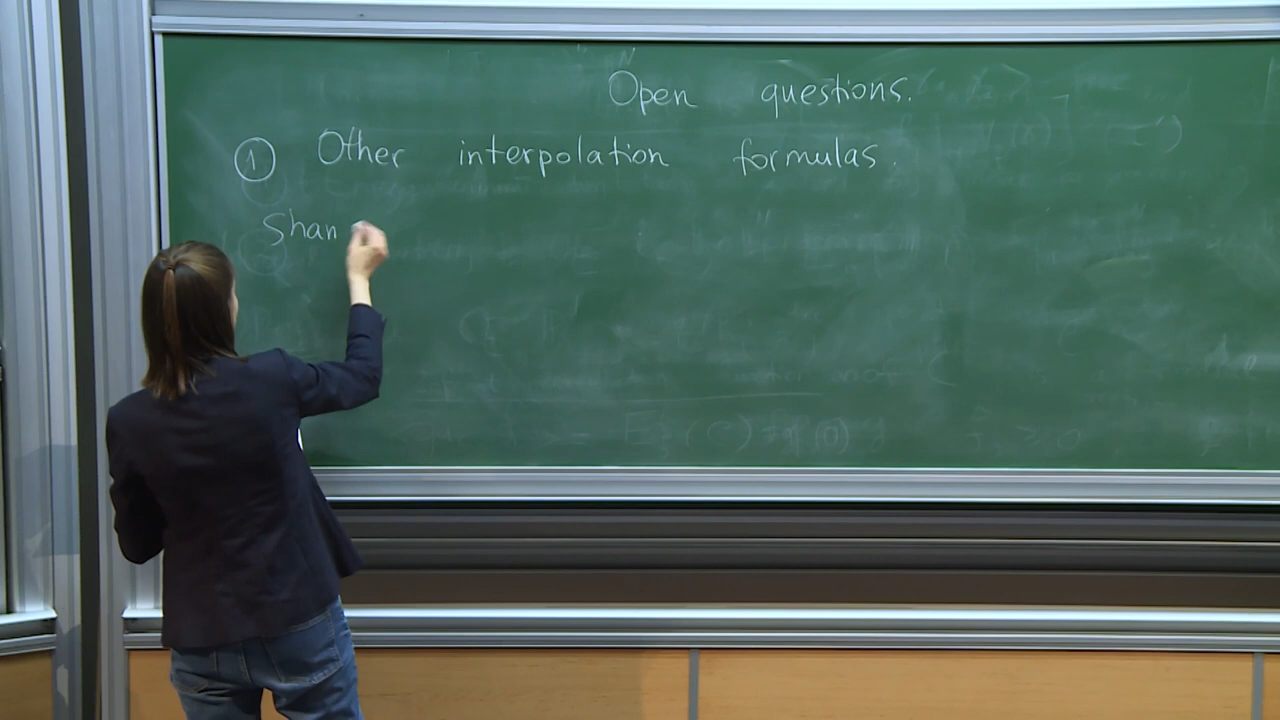 Open questions.
① Other interpolation formulas.
Shan